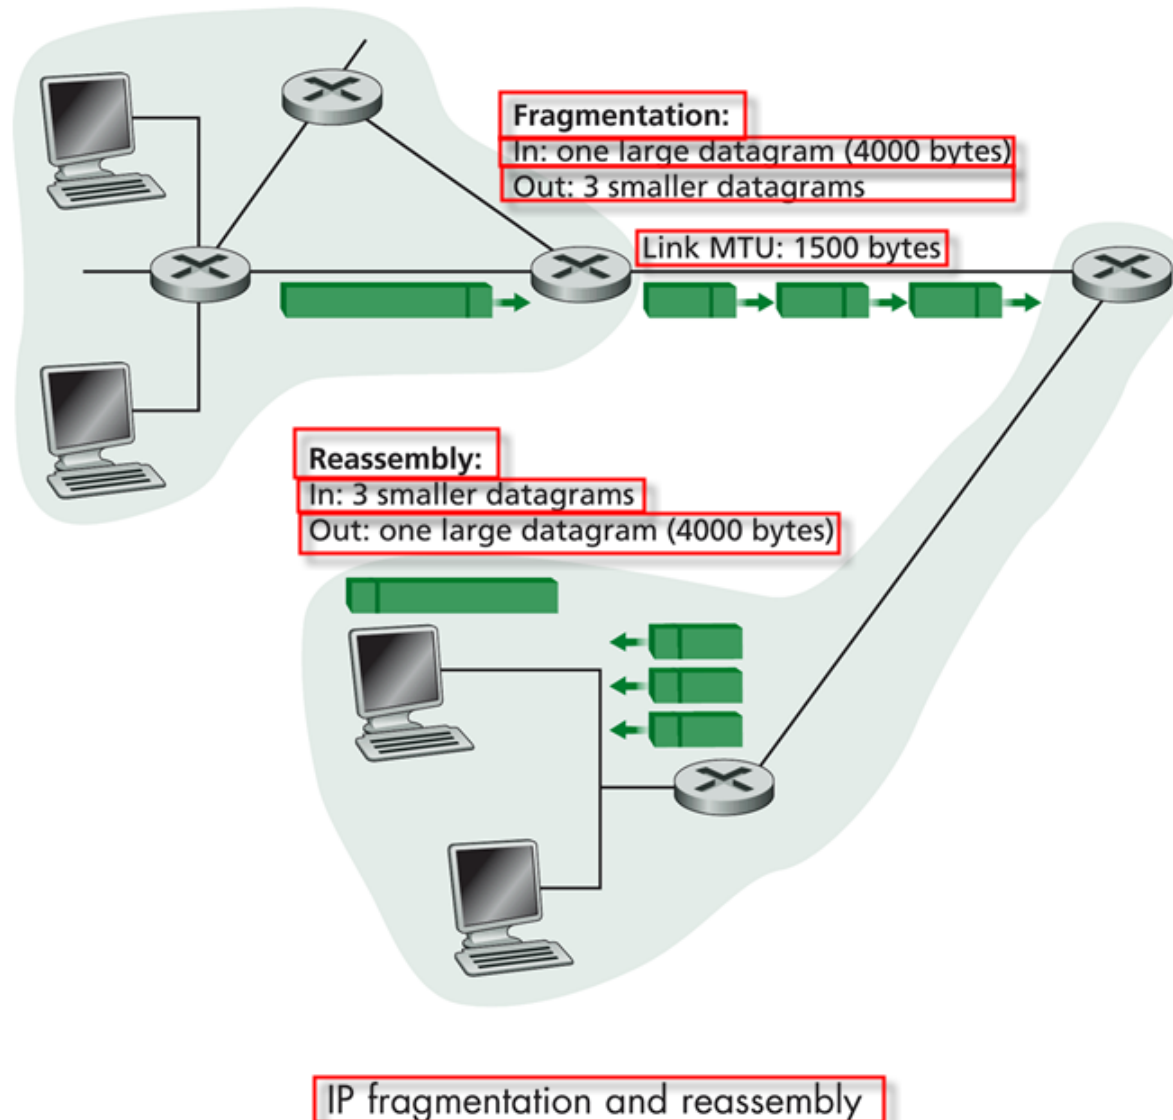 Fragmentation:
In: one large datagram (4000 bytes)
Out: 3 smaller datagrams
Link MTU: 1500 bytes
Reassembly:
In: 3 smaller datagrams
Out: one large datagram (4000 bytes)
IP fragmentation and reassembly